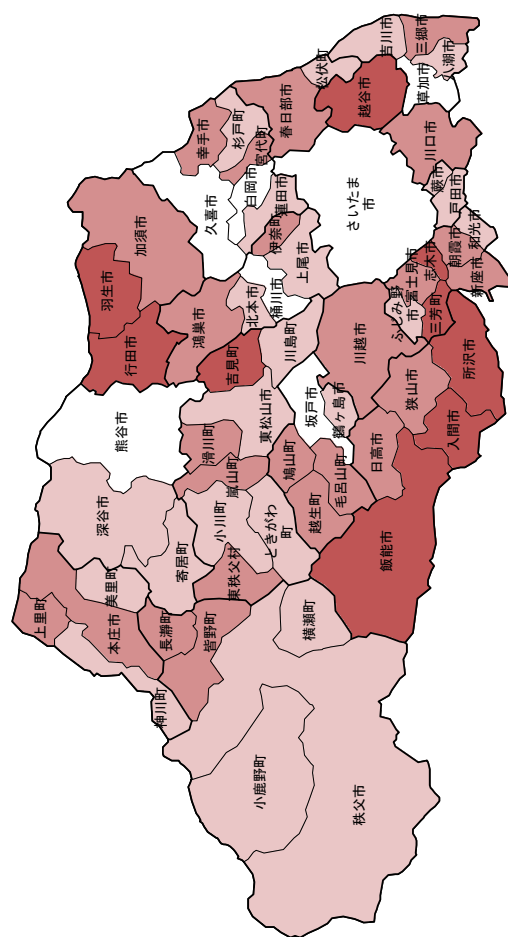 吉川市
三郷市
八潮市
松伏町
草加市
越谷市
春日部市
杉戸町
幸手市
宮代町
川口市
白岡市
蓮田市
久喜市
さいたま
市
蕨市
戸田市
伊奈町
加須市
上尾市
和光市
朝霞市
羽生市
桶川市
北本市
志木市
富士見市
新座市
鴻巣市
川島町
ふじみ野
市
三芳町
行田市
吉見町
川越市
所沢市
東松山市
坂戸市
鶴ヶ島市
狭山市
熊谷市
滑川町
入間市
日高市
鳩山町
嵐山町
毛呂山町
深谷市
小川町
ときがわ
町
越生町
飯能市
寄居町
東秩父村
美里町
上里町
本庄市
長瀞町
皆野町
横瀬町
神川町
小鹿野町
秩父市